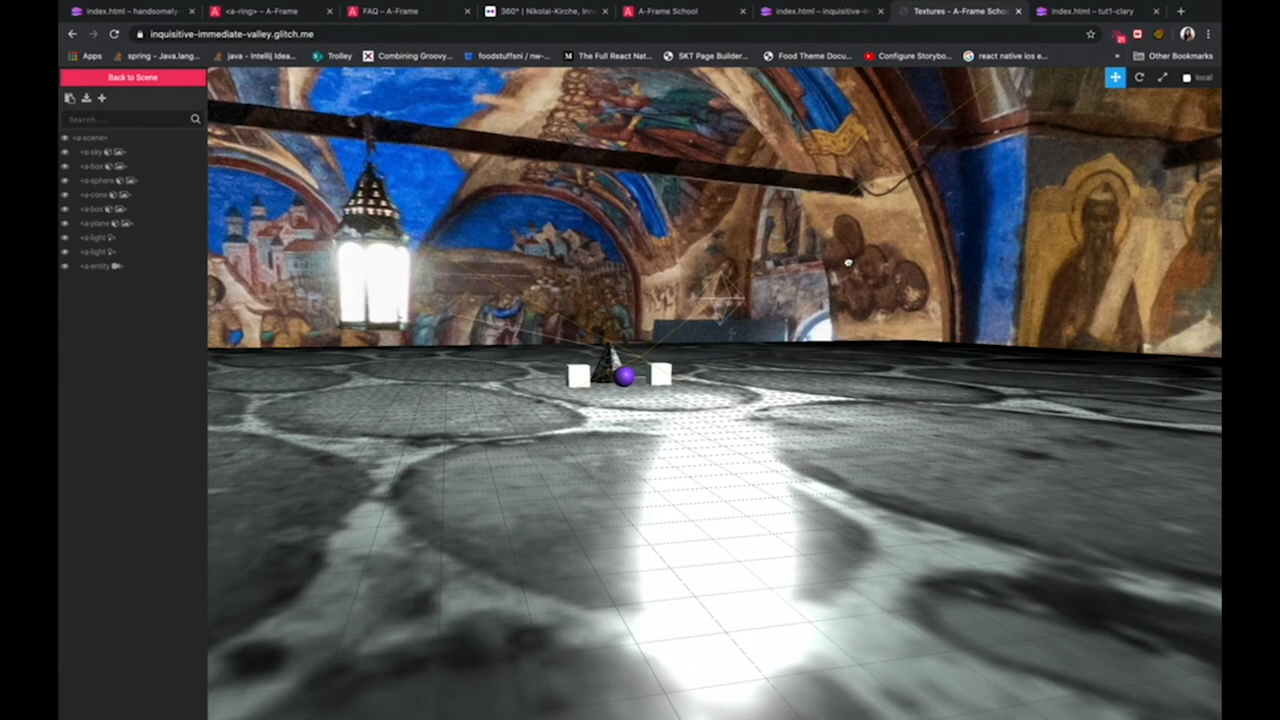 index.html – handsomely-
<a-ring> – A-Frame
FAQ – A-Frame
360° | Nikolai-Kirche, Inn
A-Frame School
index.html – inquisitive-in
Textures - A-Frame Schoo
index.html – tut1-clary
inquisitive-immediate-valley.glitch.me
Apps
spring - Java.lang...
java - Intellij Idea...
Trolley
Combining Groovy...
foodstuffsni / nw-...
The Full React Nat...
SKT Page Builder...
Food Theme Docu...
Configure Storybo...
react native ios e...
Other Bookmarks
Back to Scene
local
Search...
<a-scene>
<a-sky
<a-box
<a-sphere
<a-cone
<a-box
<a-plane
<a-light
<a-light
<a-entity